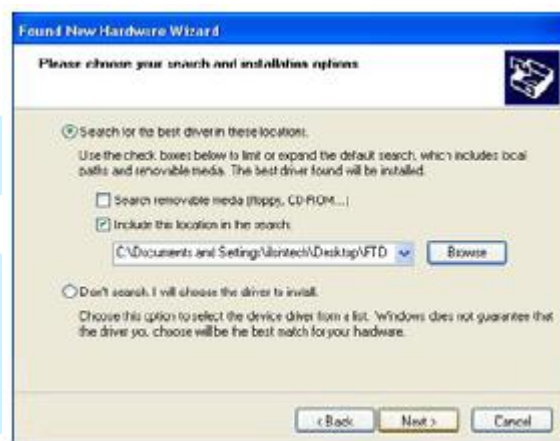 Found New Hardware Wizard
Please choose your search and installation options
Search for the best driver in these locations.
Use the check boxes below to limit or expand the default search, which includes local
paths and removable media. The best driver found will be installed.
Search removable media (floppy, CD-ROM...)
Include this location in the search:
C:\Documents and Settings\ilsintech\Desktop\FTD
Browse
Don't search. I will choose the driver to install.
Choose this option to select the device driver from a list. Windows does not guarantee that
the driver you choose will be the best match for your hardware.
< Back
Next >
Cancel